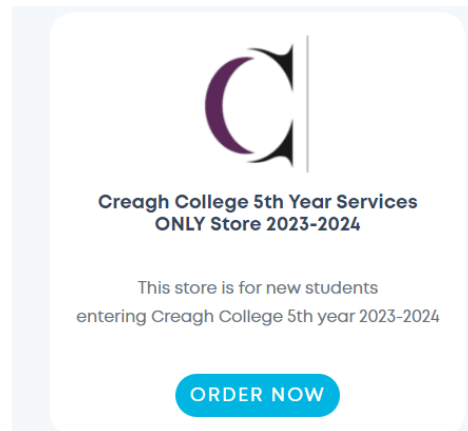 Creagh College 5th Year Services
ONLY Store 2023-2024
This store is for new students
entering Creagh College 5th year 2023-2024
ORDER NOW